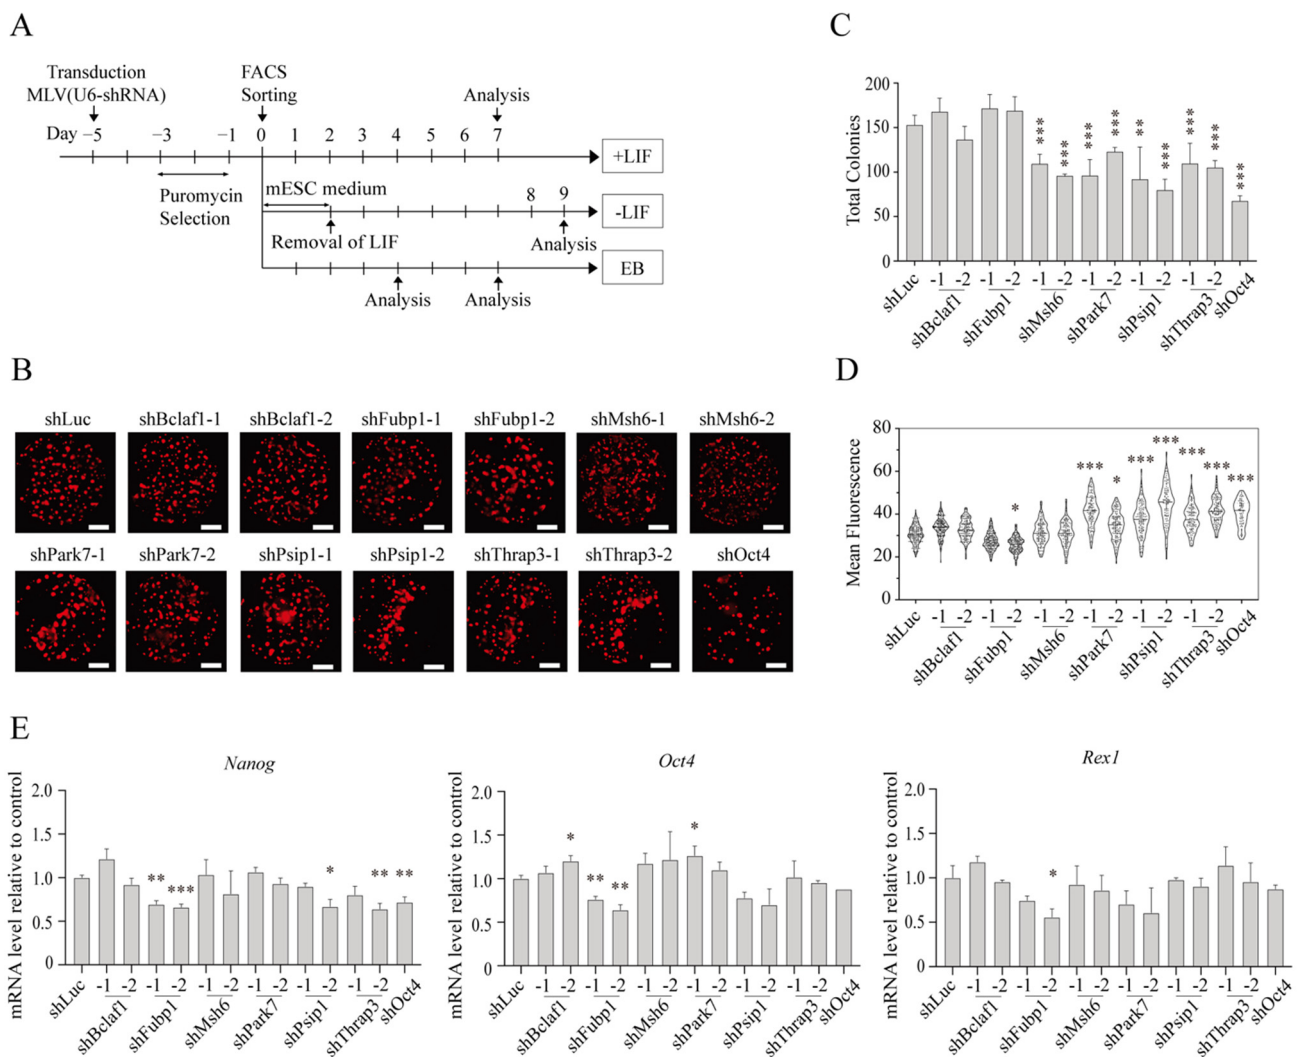 A
Transduction
MLV(U6-shRNA)
FACS
Sorting
Analysis
Day −5 −3 −1 0 1 2 3 4 5 6 7
+LIF
Puromycin
Selection
mESC medium
8 9
-LIF
Removal of LIF
Analysis
EB
Analysis Analysis
B
shLuc shBclaf1-1 shBclaf1-2 shFubp1-1 shFubp1-2 shMsh6-1 shMsh6-2
shPark7-1 shPark7-2 shPsip1-1 shPsip1-2 shThrap3-1 shThrap3-2 shOct4
C
Total Colonies
200
150
100
50
0
*** *** *** *** ** *** *** *** ***
-1 -2 -1 -2 -1 -2 -1 -2 -1 -2 -1 -2
shLuc shBclaf1 shFubp1 shMsh6 shPark7 shPsip1 shThrap3 shOct4
D
Mean Fluorescence
80
60
40
20
0
* *** * *** *** *** *** ***
-1 -2 -1 -2 -1 -2 -1 -2 -1 -2 -1 -2
shLuc shBclaf1 shFubp1 shMsh6 shPark7 shPsip1 shThrap3 shOct4
E
Nanog
mRNA level relative to control
2.0
1.5
1.0
0.5
0
** *** * ** **
-1 -2 -1 -2 -1 -2 -1 -2 -1 -2 -1 -2
shLuc shBclaf1 shFubp1 shMsh6 shPark7 shPsip1 shThrap3 shOct4
Oct4
mRNA level relative to control
2.0
1.5
1.0
0.5
0
* ** ** *
-1 -2 -1 -2 -1 -2 -1 -2 -1 -2 -1 -2
shLuc shBclaf1 shFubp1 shMsh6 shPark7 shPsip1 shThrap3 shOct4
Rex1
mRNA level relative to control
2.0
1.5
1.0
0.5
0
*
-1 -2 -1 -2 -1 -2 -1 -2 -1 -2 -1 -2
shLuc shBclaf1 shFubp1 shMsh6 shPark7 shPsip1 shThrap3 shOct4